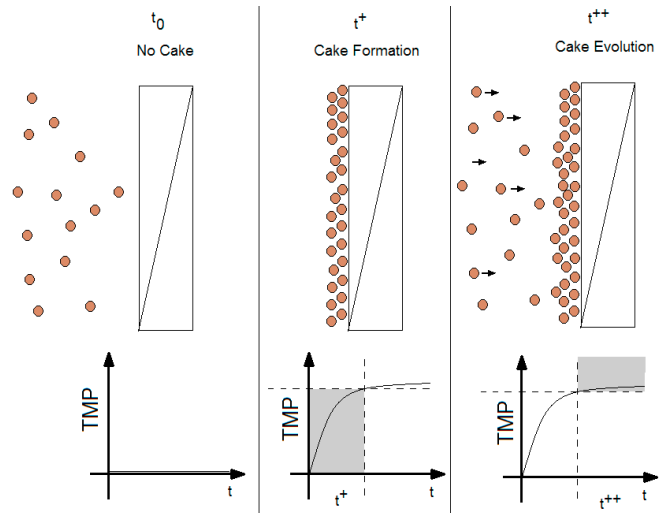 t0
No Cake
TMP
t
t+
Cake Formation
TMP
t+
t
t++
Cake Evolution
TMP
t++
t